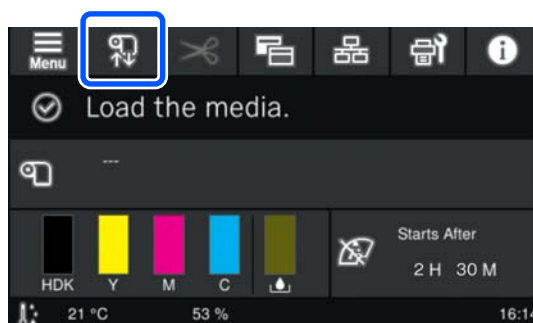 Menu
Load the media.
---
Starts After
2 H 30 M
HDK Y M C
21 °C 53 % 16:14